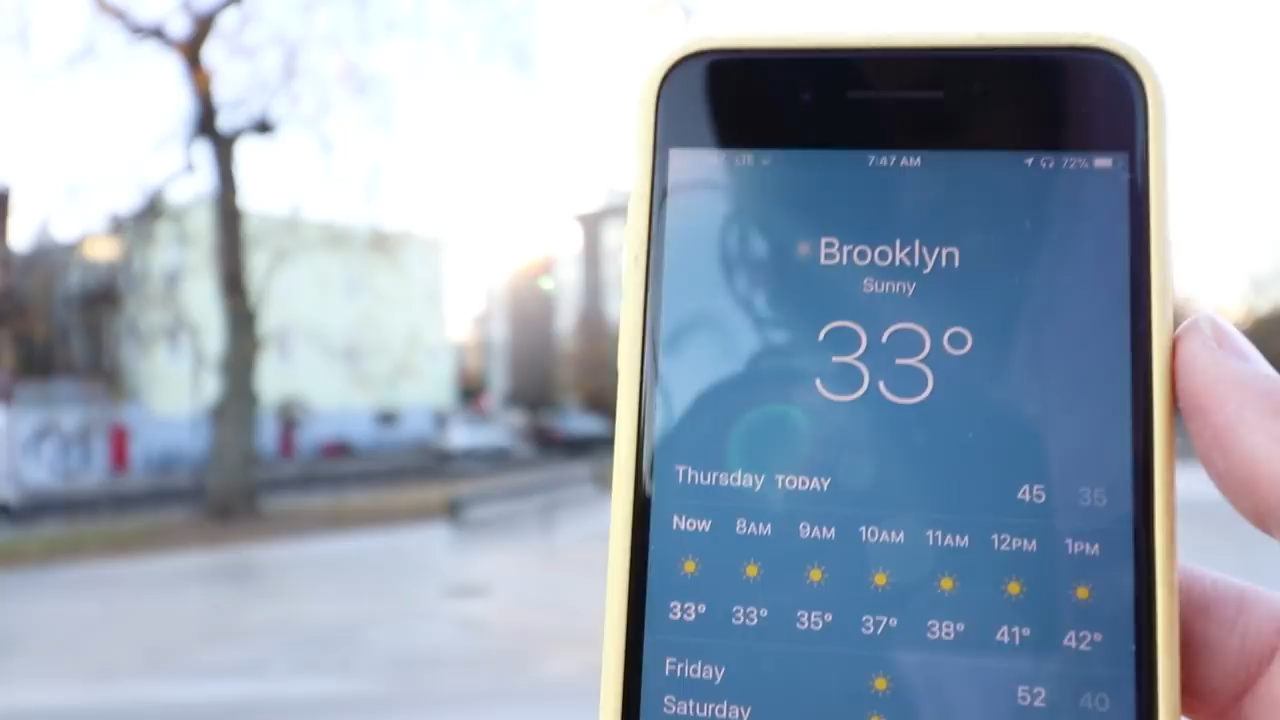 LTE 7:47 AM 72%
Brooklyn
Sunny
33°
Thursday TODAY 45 35
Now 8AM 9AM 10AM 11AM 12PM 1PM
33° 33° 35° 37° 38° 41° 42°
Friday 52 40
Saturday